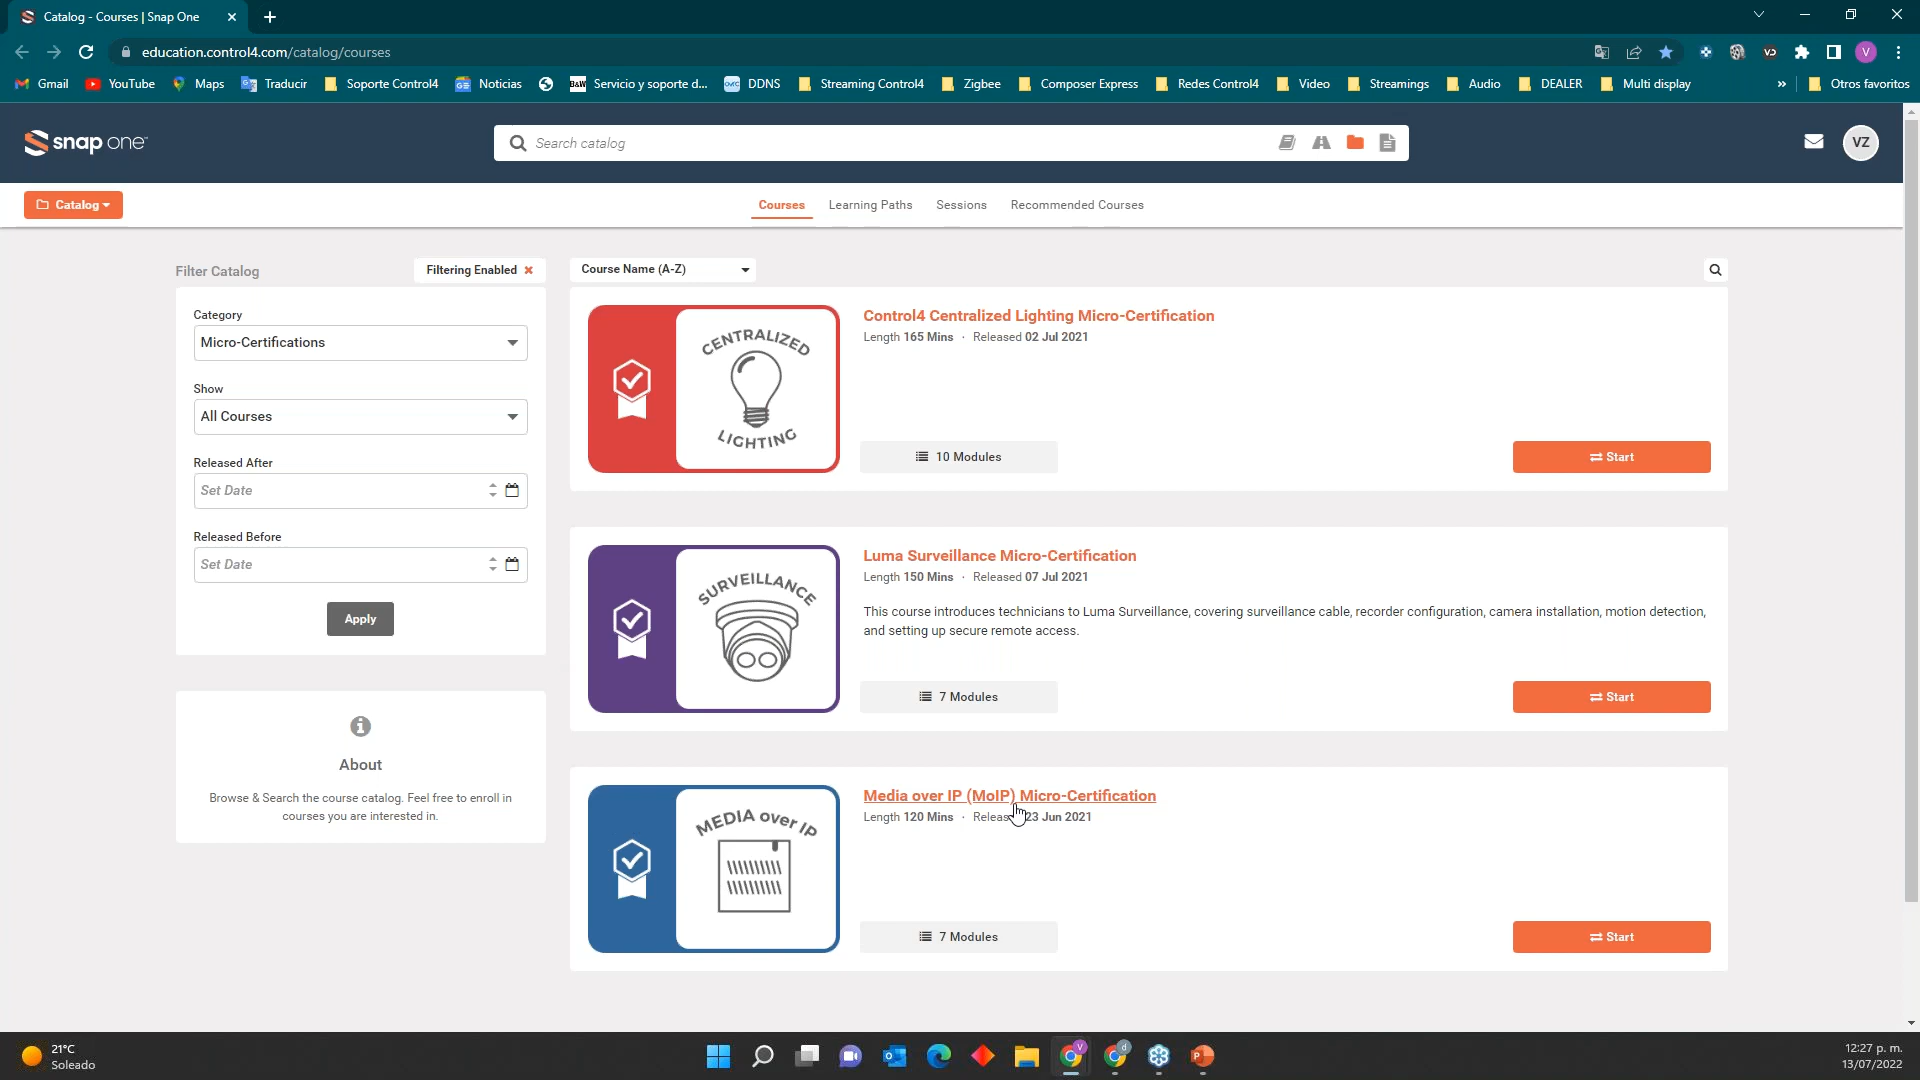 Catalog - Courses | Snap One
education.control4.com/catalog/courses
Gmail YouTube Maps Traducir Soporte Control4 Noticias B&W Servicio y soporte d... DDNS Streaming Control4 Zigbee Composer Express Redes Control4 Video Streamings Audio DEALER Multi display » Otros favoritos
V
snap one
Search catalog
VZ
Catalog
Courses Learning Paths Sessions Recommended Courses
Filter Catalog
Filtering Enabled
Category
Micro-Certifications
Show
All Courses
Released After
Set Date
Released Before
Set Date
Apply
About
Browse & Search the course catalog. Feel free to enroll in
courses you are interested in.
Course Name (A-Z)
CENTRALIZED
LIGHTING
Control4 Centralized Lighting Micro-Certification
Length 165 Mins · Released 02 Jul 2021
10 Modules
Start
SURVEILLANCE
Luma Surveillance Micro-Certification
Length 150 Mins · Released 07 Jul 2021
This course introduces technicians to Luma Surveillance, covering surveillance cable, recorder configuration, camera installation, motion detection,
and setting up secure remote access.
7 Modules
Start
MEDIA over IP
Media over IP (MoIP) Micro-Certification
Length 120 Mins · Releas 23 Jun 2021
7 Modules
Start
21°C
Soleado
12:27 p. m.
13/07/2022